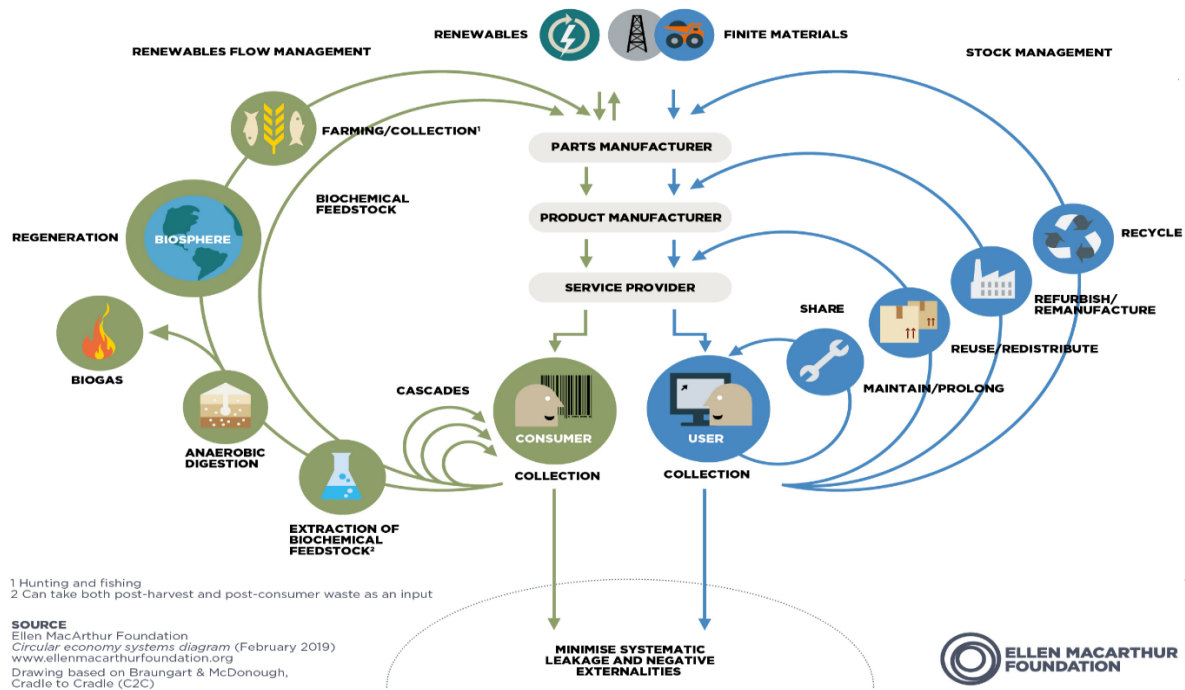 RENEWABLES
FINITE MATERIALS
RENEWABLES FLOW MANAGEMENT
STOCK MANAGEMENT
FARMING/COLLECTION¹
PARTS MANUFACTURER
BIOCHEMICAL
FEEDSTOCK
PRODUCT MANUFACTURER
REGENERATION
BIOSPHERE
RECYCLE
SERVICE PROVIDER
REFURBISH/
REMANUFACTURE
SHARE
REUSE/REDISTRIBUTE
BIOGAS
CASCADES
MAINTAIN/PROLONG
CONSUMER
USER
ANAEROBIC
DIGESTION
COLLECTION
COLLECTION
EXTRACTION OF
BIOCHEMICAL
FEEDSTOCK²
1 Hunting and fishing
2 Can take both post-harvest and post-consumer waste as an input
SOURCE
Ellen MacArthur Foundation
Circular economy systems diagram (February 2019)
www.ellenmacarthurfoundation.org
Drawing based on Braungart & McDonough,
Cradle to Cradle (C2C)
MINIMISE SYSTEMATIC
LEAKAGE AND NEGATIVE
EXTERNALITIES
ELLEN MACARTHUR
FOUNDATION